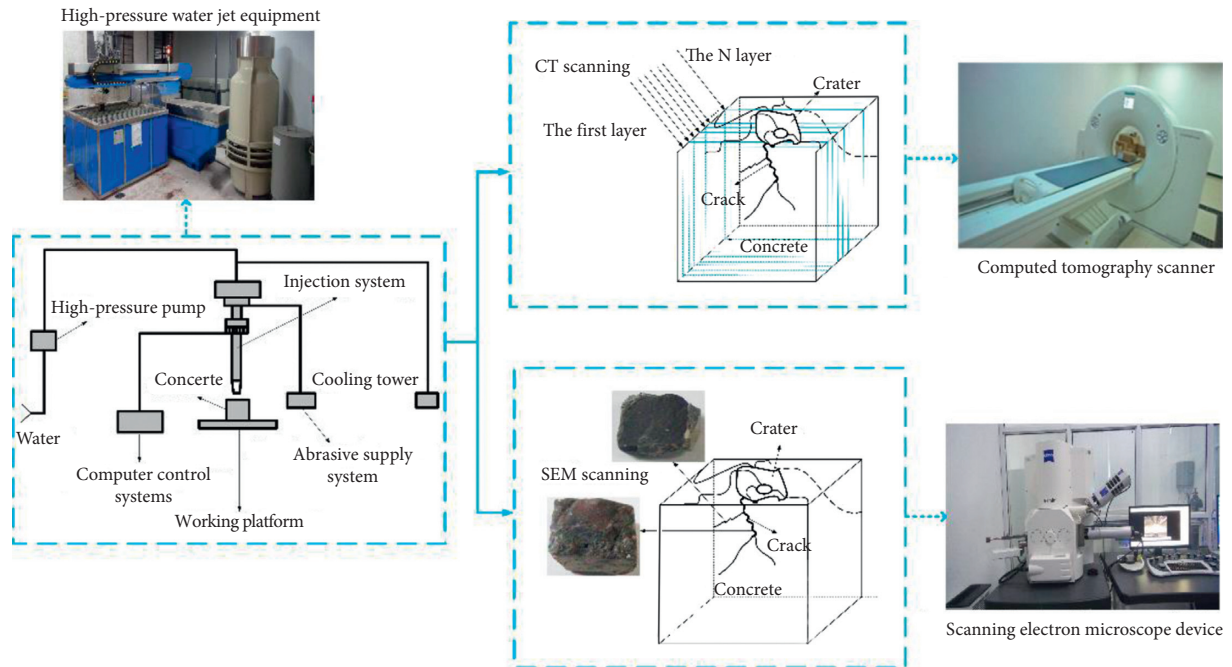 High-pressure water jet equipment
High-pressure pump
Injection system
Concerte
Cooling tower
Water
Computer control
systems
Abrasive supply
system
Working platform
The N layer
CT scanning
Crater
The first layer
Crack
Concrete
Computed tomography scanner
Crater
SEM scanning
Crack
Concrete
Scanning electron microscope device